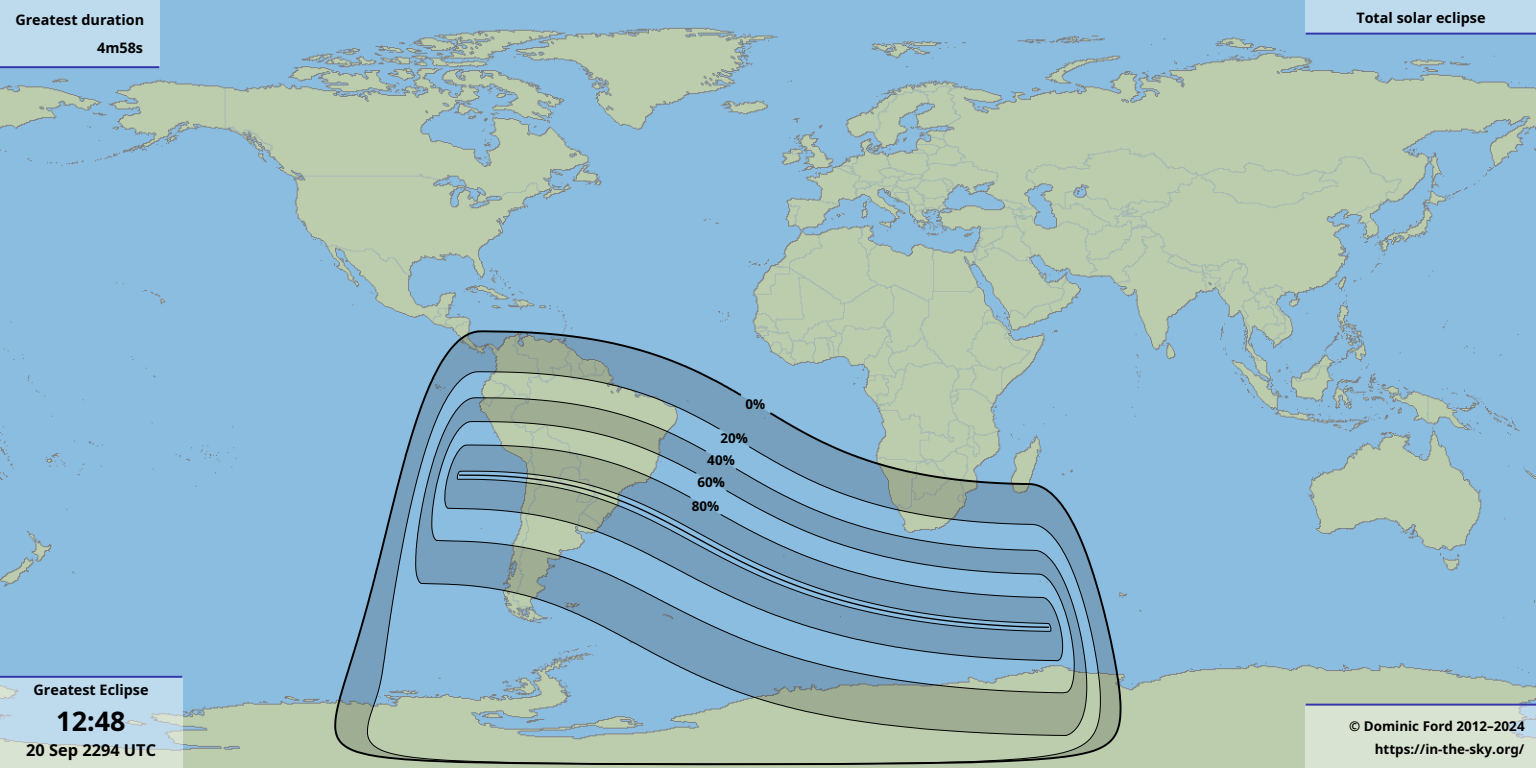 Greatest duration
4m58s
Total solar eclipse
0%
20%
40%
60%
80%
Greatest Eclipse
12:48
20 Sep 2294 UTC
© Dominic Ford 2012–2024
https://in-the-sky.org/